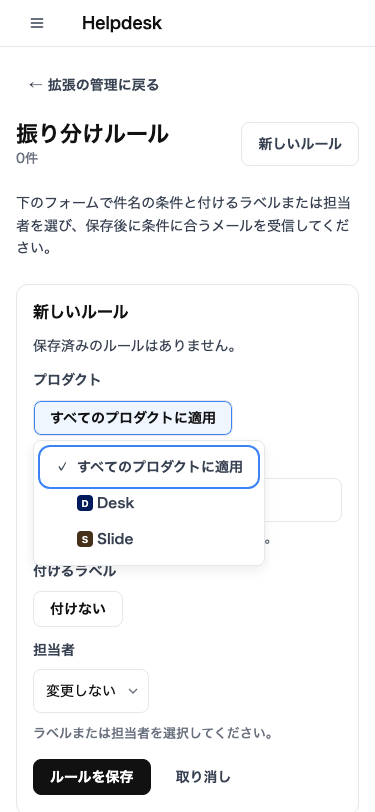 Helpdesk
← 拡張の管理に戻る
振り分けルール
0件
新しいルール
下のフォームで件名の条件と付けるラベルまたは担当
者を選び、保存後に条件に合うメールを受信してくだ
さい。
新しいルール
保存済みのルールはありません。
プロダクト
すべてのプロダクトに適用
✓ すべてのプロダクトに適用
D Desk
S Slide
。
付けるラベル
付けない
担当者
変更しない
ラベルまたは担当者を選択してください。
ルールを保存
取り消し